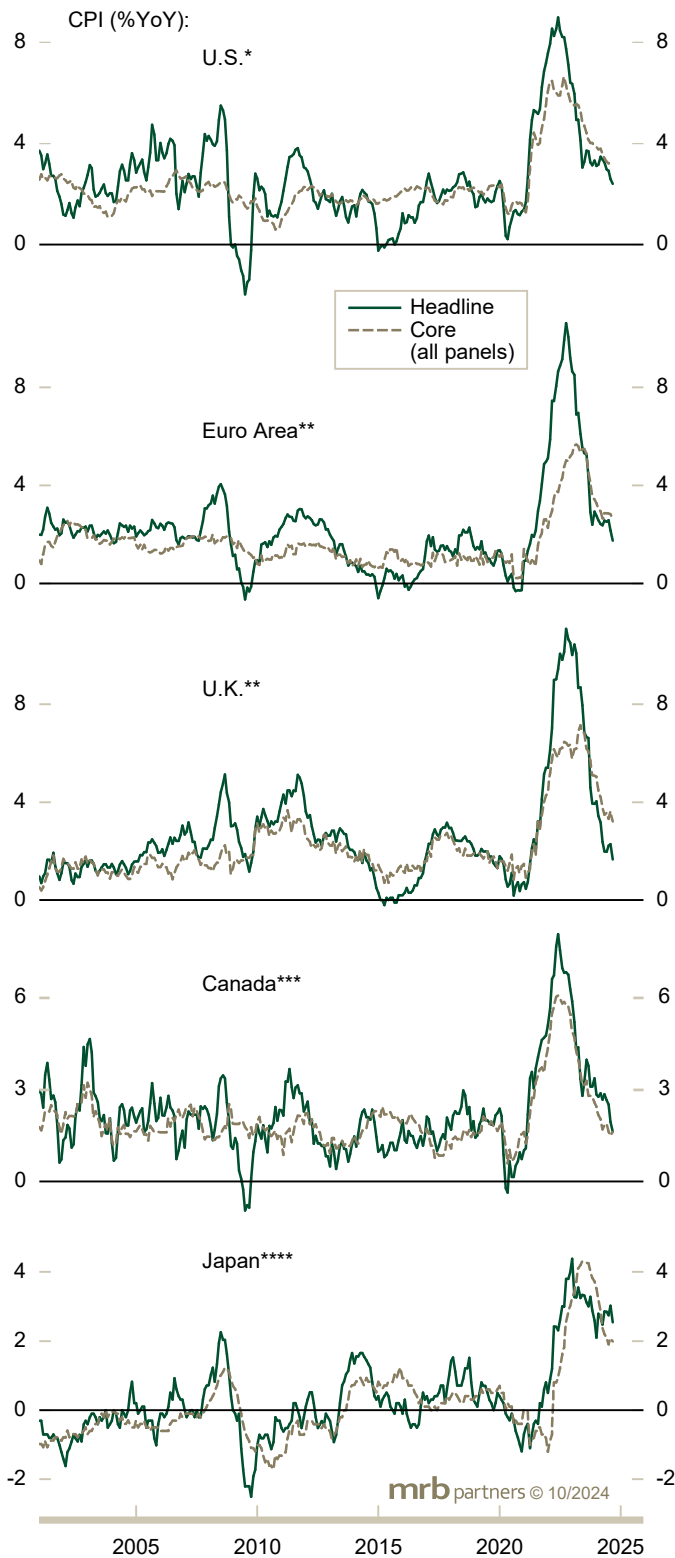 CPI (%YoY):
U.S.*
8 8
4 4
0 0
Headline
Core
(all panels)
Euro Area**
8 8
4 4
0 0
U.K.**
8 8
4 4
0 0
Canada***
6 6
3 3
0 0
Japan****
4 4
2 2
0 0
-2 -2
mrb partners © 10/2024
2005 2010 2015 2020 2025